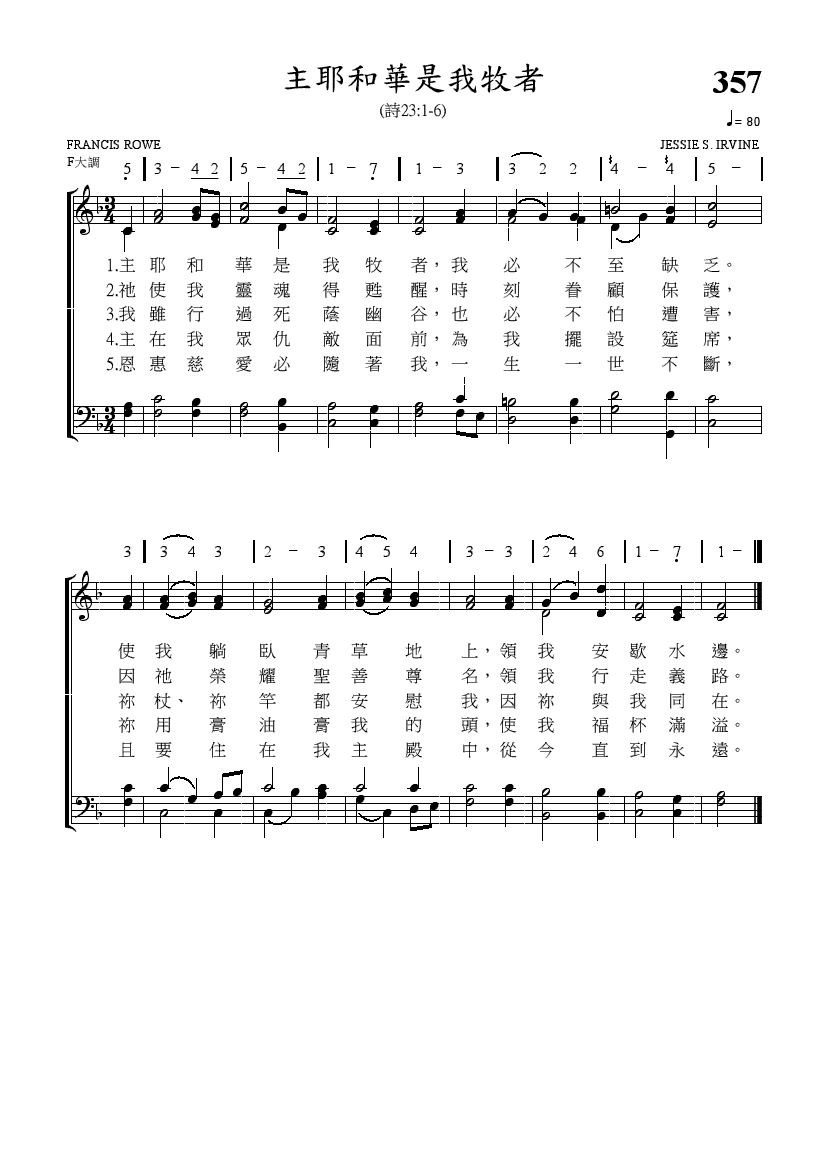 主耶和華是我牧者
357
(詩23:1-6)
♩= 80
FRANCIS ROWE
JESSIE S. IRVINE
F大調
5 | 3 − 4 2 | 5 − 4 2 | 1 − 7 | 1 − 3 | 3 2 2 | 4 − 4 | 5 − |
1.主耶和華是我牧者，我必不至缺乏。
2.祂使我靈魂得甦醒，時刻眷顧保護，
3.我雖行過死蔭幽谷，也必不怕遭害，
4.主在我眾仇敵面前，為我擺設筵席，
5.恩惠慈愛必隨著我，一生一世不斷，
3 | 3 4 3 | 2 − 3 | 4 5 4 | 3 − 3 | 2 4 6 | 1 − 7 | 1 −
使我躺臥青草地上，領我安歇水邊。
因祂榮耀聖善尊名，領我行走義路。
祢杖、祢竿都安慰我，因祢與我同在。
祢用膏油膏我的頭，使我福杯滿溢。
且要住在我主殿中，從今直到永遠。